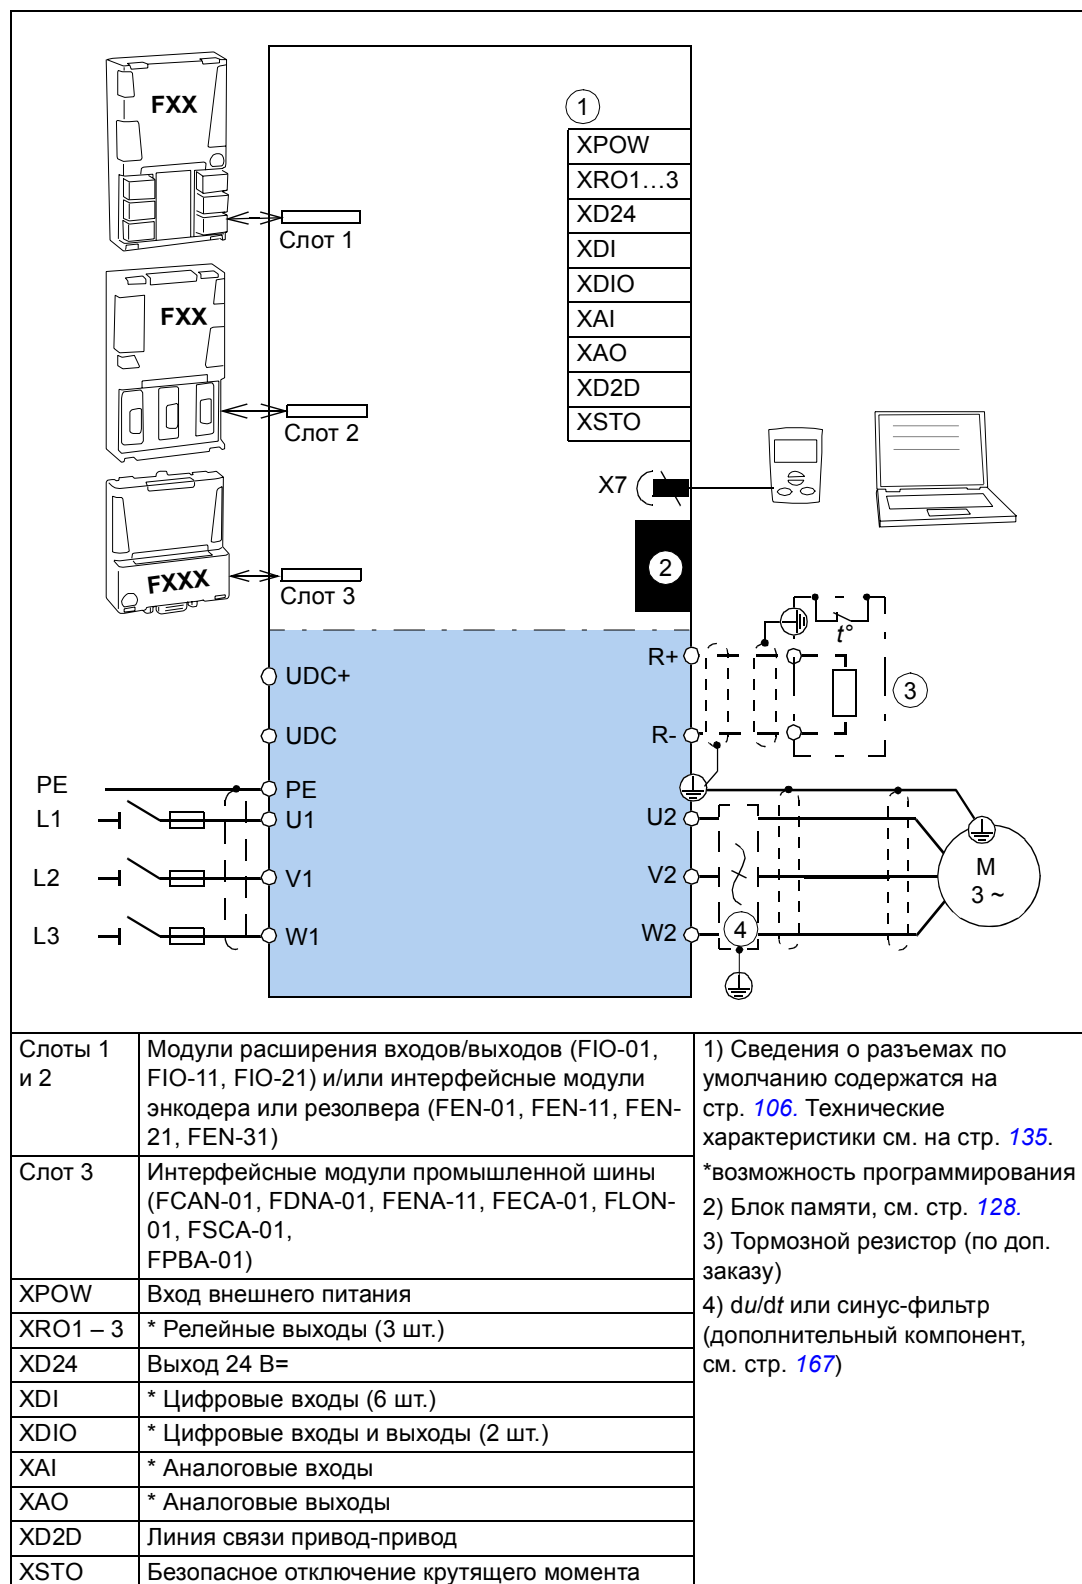 FXX
1
XPOW
XRO1…3
XD24
XDI
XDIO
XAI
XAO
XD2D
XSTO
Слот 1
FXX
Слот 2
X7
FXXX
Слот 3
2
t°
R+
3
UDC+
UDC
R-
PE
PE
L1
U1
U2
L2
V1
V2
M
3 ~
L3
W1
W2
4
Слоты 1
и 2
Модули расширения входов/выходов (FIO-01,
FIO-11, FIO-21) и/или интерфейсные модули
энкодера или резолвера (FEN-01, FEN-11, FEN-
21, FEN-31)
Слот 3
Интерфейсные модули промышленной шины
(FCAN-01, FDNA-01, FENA-11, FECA-01, FLON-
01, FSCA-01,
FPBA-01)
XPOW
Вход внешнего питания
XRO1 – 3
* Релейные выходы (3 шт.)
XD24
Выход 24 В=
XDI
* Цифровые входы (6 шт.)
XDIO
* Цифровые входы и выходы (2 шт.)
XAI
* Аналоговые входы
XAO
* Аналоговые выходы
XD2D
Линия связи привод-привод
XSTO
Безопасное отключение крутящего момента
1) Сведения о разъемах по
умолчанию содержатся на
стр. 106. Технические
характеристики см. на стр. 135.
*возможность программирования
2) Блок памяти, см. стр. 128.
3) Тормозной резистор (по доп.
заказу)
4) du/dt или синус-фильтр
(дополнительный компонент,
см. стр. 167)